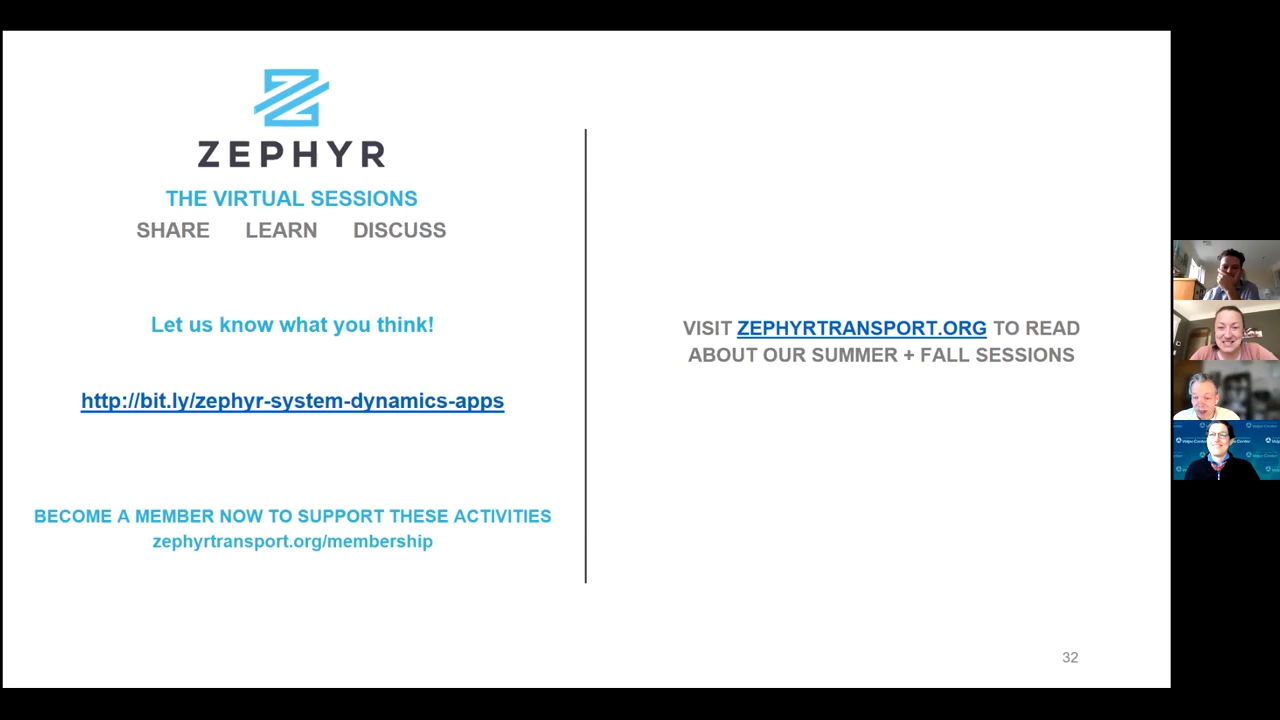 ZEPHYR
THE VIRTUAL SESSIONS
SHARE LEARN DISCUSS
Let us know what you think!
http://bit.ly/zephyr-system-dynamics-apps
BECOME A MEMBER NOW TO SUPPORT THESE ACTIVITIES
zephyrtransport.org/membership
VISIT ZEPHYRTRANSPORT.ORG TO READ
ABOUT OUR SUMMER + FALL SESSIONS
32